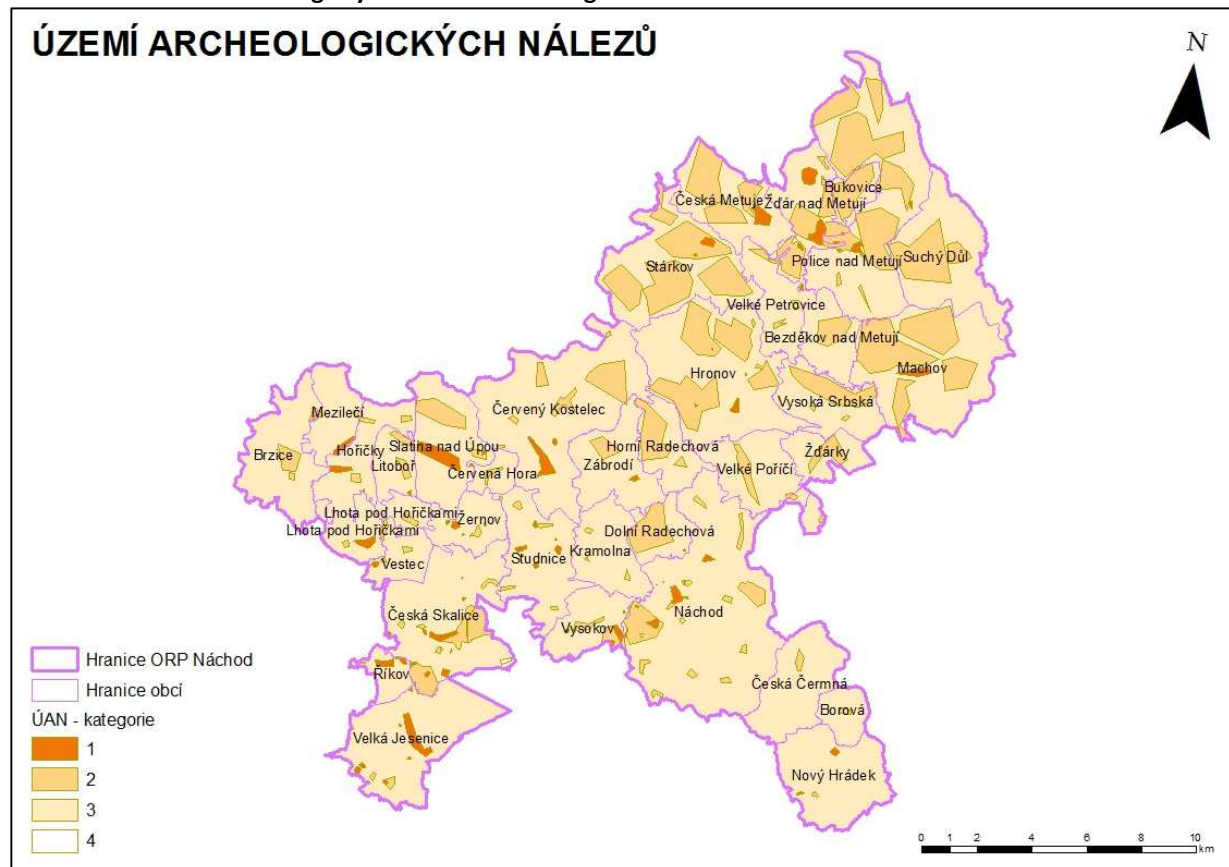 ÚZEMÍ ARCHEOLOGICKÝCH NÁLEZŮ
N
Bukovice
Česká Metuje
Žďár nad Metují
Police nad Metují
Suchý Důl
Stárkov
Velké Petrovice
Bezděkov nad Metují
Machov
Hronov
Vysoká Srbská
Červený Kostelec
Mezilečí
Horní Radechová
Slatina nad Úpou
Hořičky
Žďárky
Brzice
Litoboř
Zábrodí
Velké Poříčí
Červená Hora
Lhota pod Hořičkami
Žernov
Lhota pod Hořičkami
Dolní Radechová
Studnice
Kramolna
Vestec
Náchod
Česká Skalice
Vysokov
Hranice ORP Náchod
Říkov
Česká Čermná
Hranice obcí
Borová
ÚAN - kategorie
Velká Jesenice
1
Nový Hrádek
2
3
4
0 1 2 4 6 8 10
km